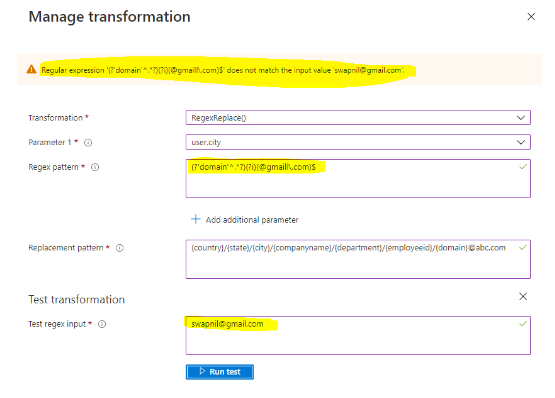 Manage transformation
Regular expression '(?'domain'^.*?)(?i)(@gmail\.com)$' does not match the input value 'swapnil@gmail.com'.
Transformation *
RegexReplace()
Parameter 1 *
user.city
Regex pattern *
(?'domain'^.*?)(?i)(@gmail\.com)$
Add additional parameter
Replacement pattern *
{country}/{state}/{city}/{companyname}/{department}/{employeeid}/{domain}@abc.com
Test transformation
Test regex input *
swapnil@gmail.com
Run test